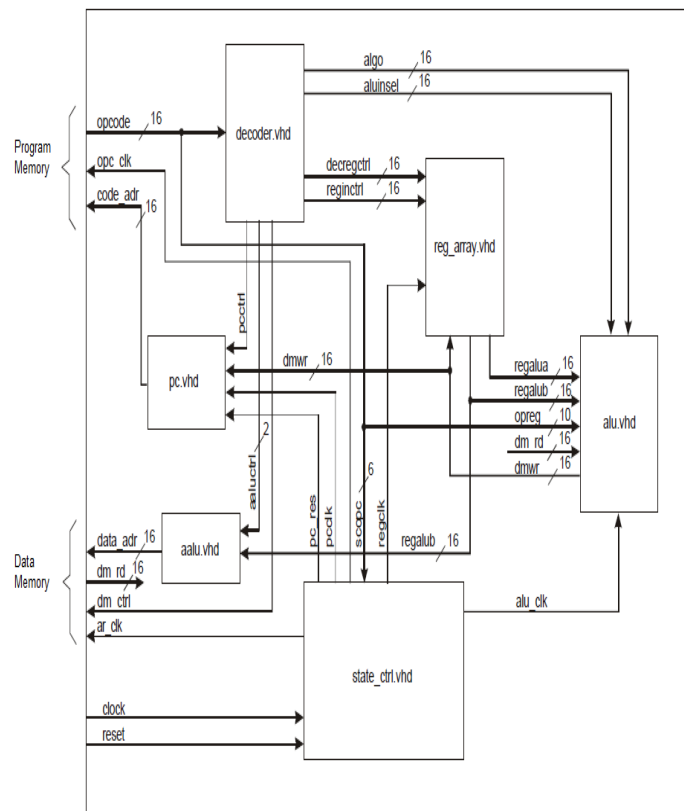 algo 16
aluinsel 16
opcode 16
decoder.vhd
Program
Memory
opc_clk
decregctrl 16
code_adr
reginctrl 16
16
reg_array.vhd
pcctrl
dmwr 16
regalua 16
pc.vhd
regalub 16
opreg 10
alu.vhd
2
dm_rd 16
aaluctrl
6
dmwr 16
pc_res
pcclk
scopc
regclk
data_adr 16
aalu.vhd
regalub 16
Data
Memory
dm_rd 16
dm_ctrl
alu_clk
ar_clk
state_ctrl.vhd
clock
reset